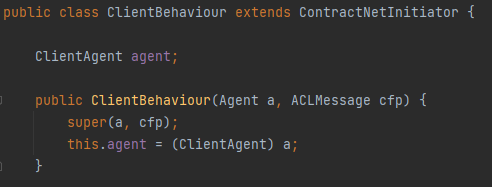 public class ClientBehaviour extends ContractNetInitiator {
ClientAgent agent;
public ClientBehaviour(Agent a, ACLMessage cfp) {
super(a, cfp);
this.agent = (ClientAgent) a;
}